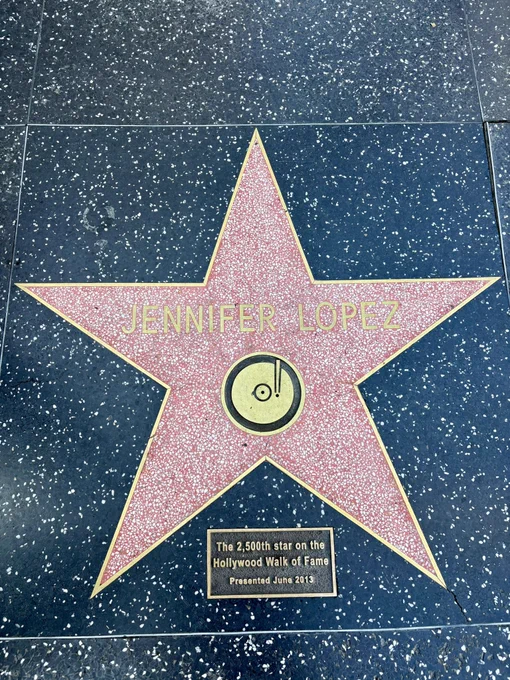 JENNIFER LOPEZ
The 2,500th star on the
Hollywood Walk of Fame
Presented June 2013